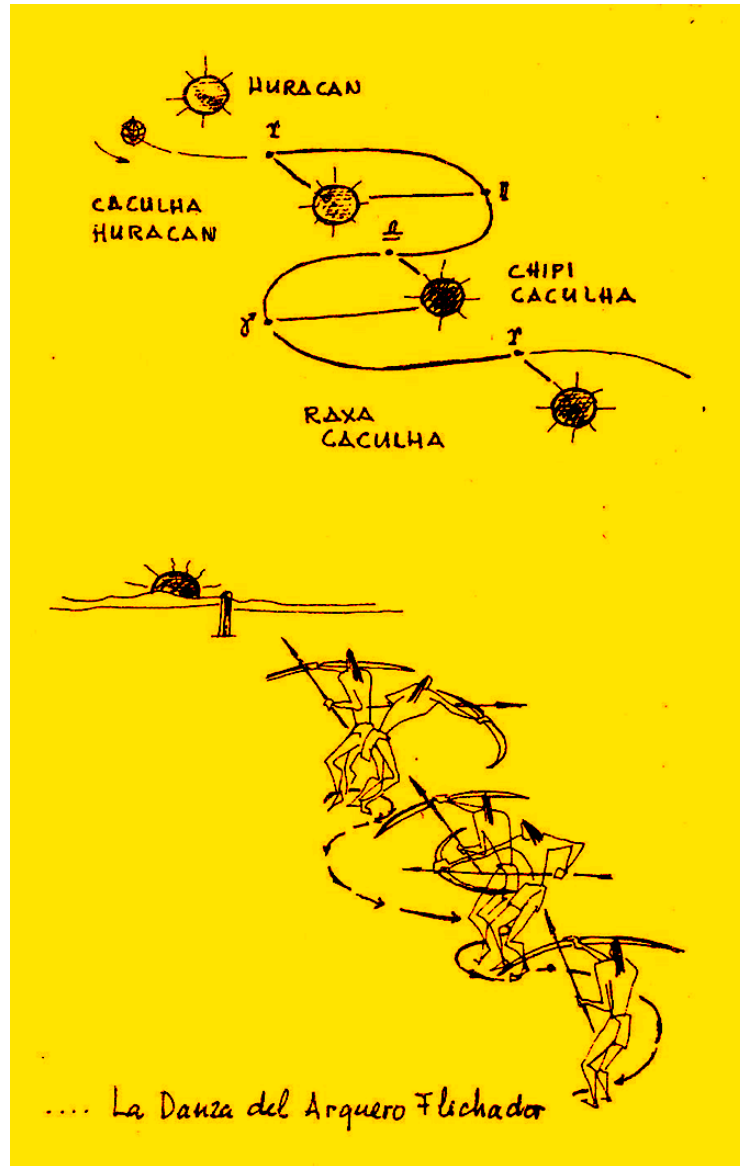 HURACAN
CACULHA
HURACAN
CHIPI
CACULHA
RAXA
CACULHA
.... La Danza del Arquero Flichador